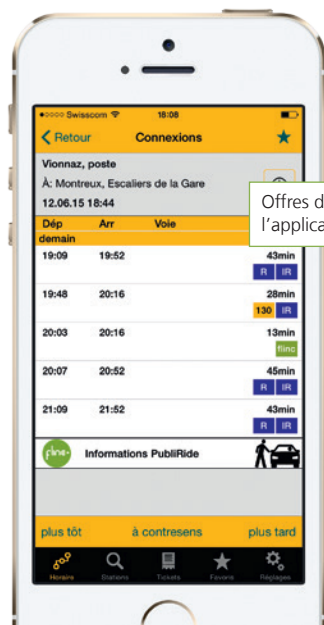 Swisscom 18:08
Retour Connexions
Vionnaz, poste
À: Montreux, Escaliers de la Gare
12.06.15 18:44
Offres d
l'applica
Dép Arr Voie
demain
19:09 19:52 43min
R IR
19:48 20:16 28min
130 IR
20:03 20:16 13min
flinc
20:07 20:52 45min
R IR
21:09 21:52 43min
R IR
flinc Informations PubliRide
plus tôt à contresens plus tard
Horaire Stations Tickets Favoris Réglages